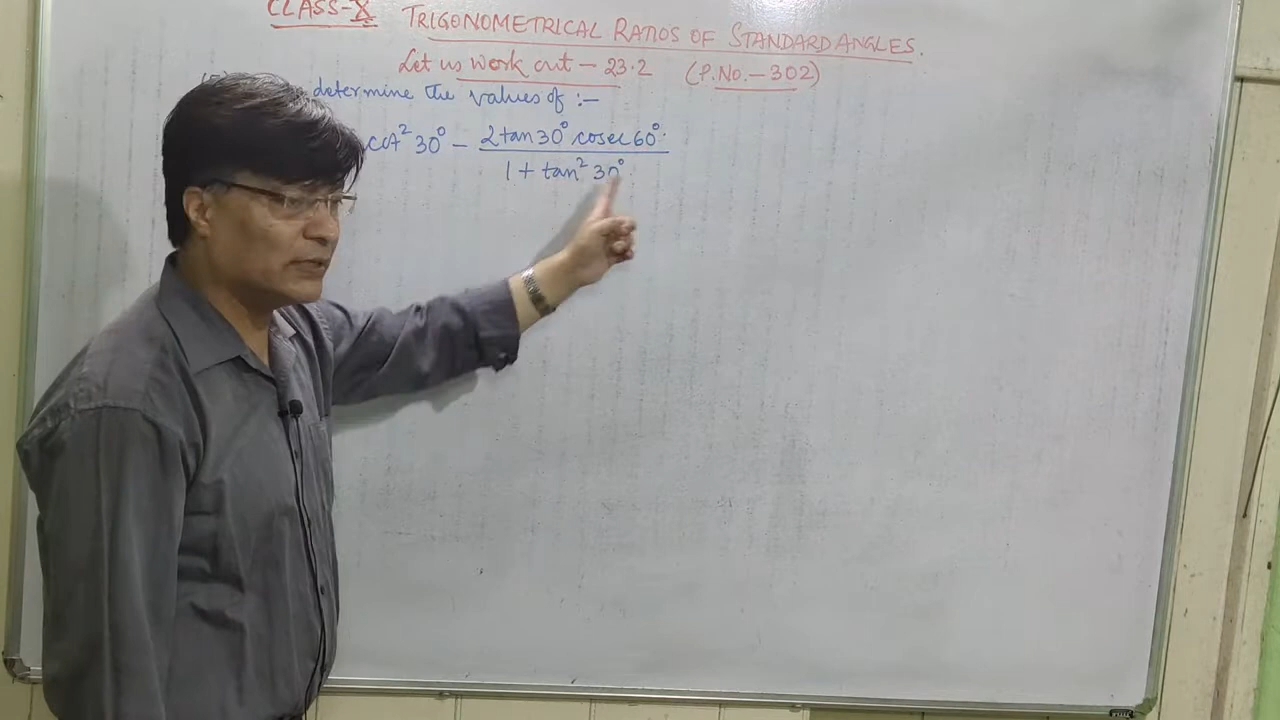 CLASS-X TRIGONOMETRICAL RATIOS OF STANDARD ANGLES.
Let us work out – 23.2 (P.NO.–302)
determine the values of :–
cot² 30° – 2tan30° cosec60°.
1 + tan² 30°.